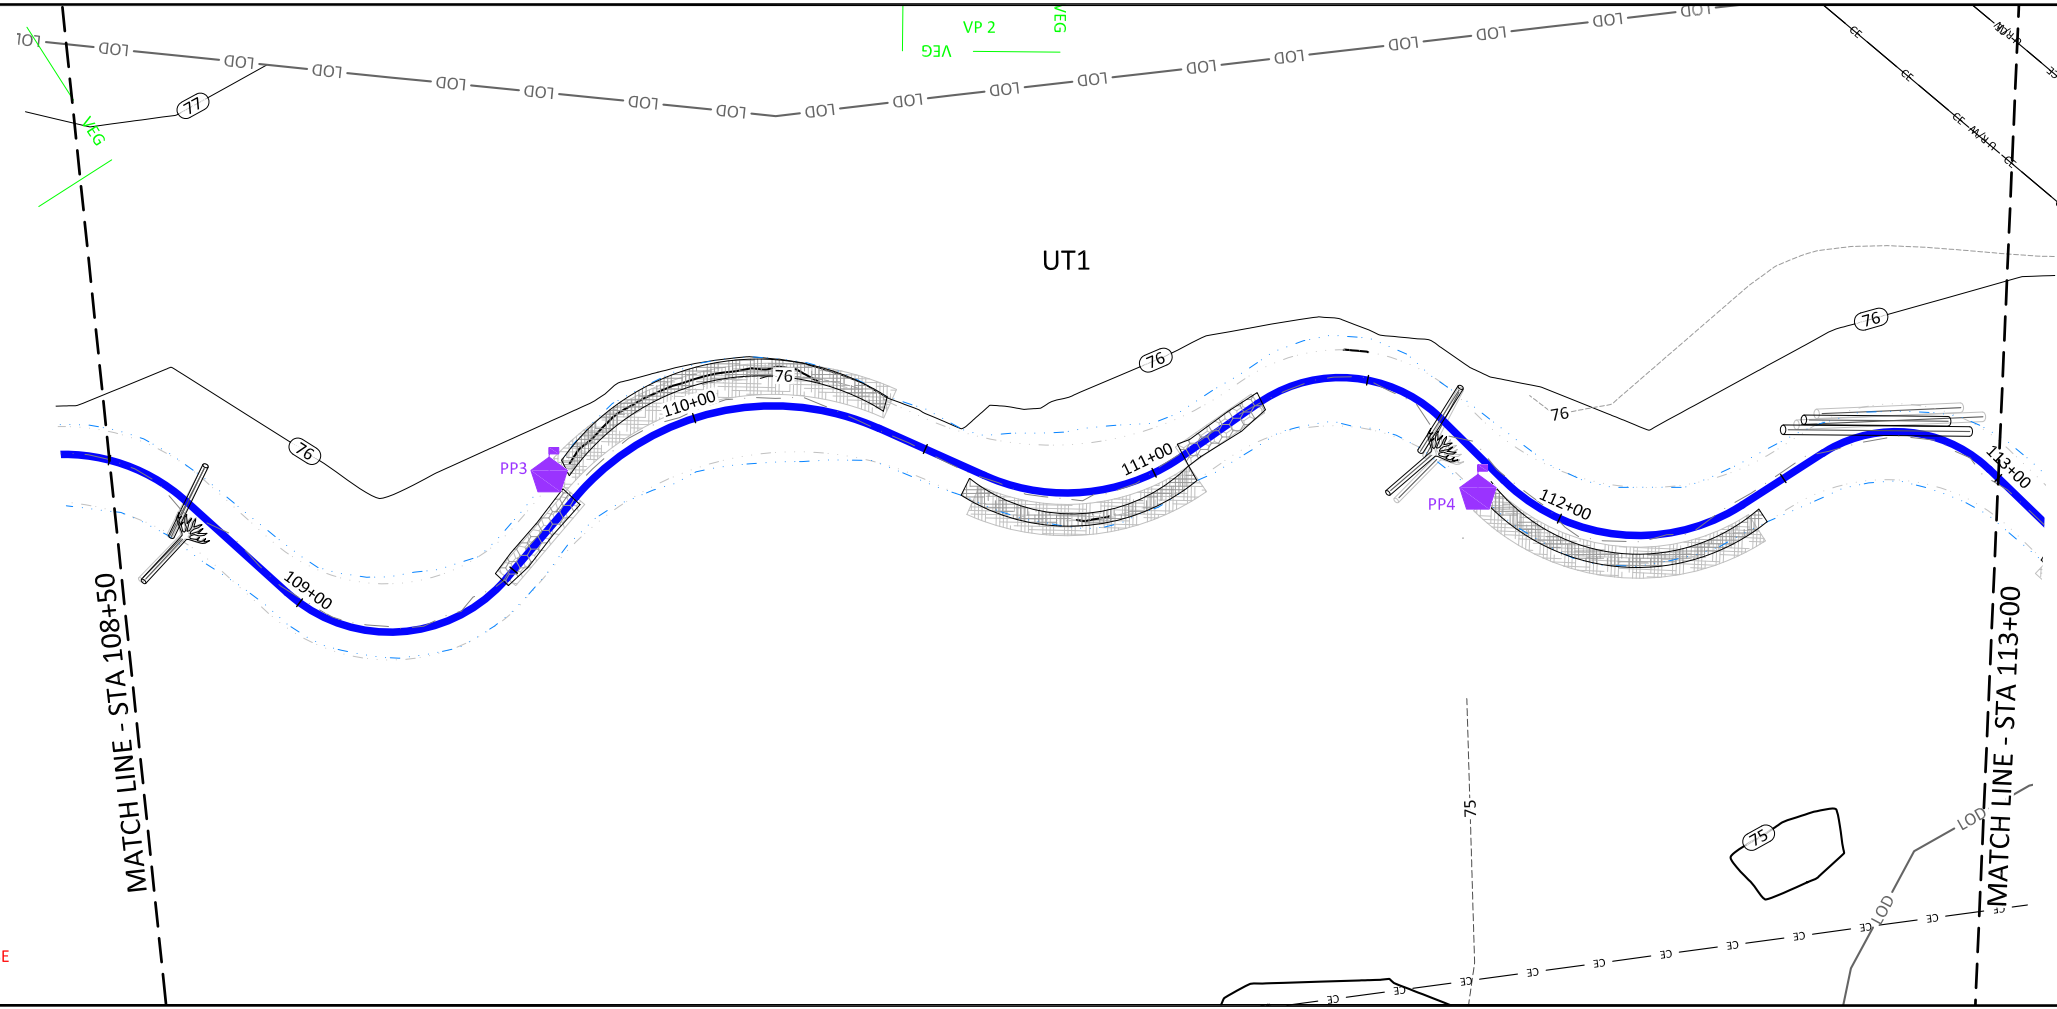 LOD LOD LOD LOD LOD LOD LOD LOD LOD LOD LOD LOD LOD LOD LOD LOD LOD LOD
VP 2
VEG
VEG
VEG
77
CE
CE
CE
CE
UT1
76
76
76
76
76
76
PP3
PP4
109+00
110+00
111+00
112+00
113+00
MATCH LINE - STA 108+50
MATCH LINE - STA 113+00
75
75
LOD
LOD
CE CE CE CE CE CE CE CE CE CE CE
E